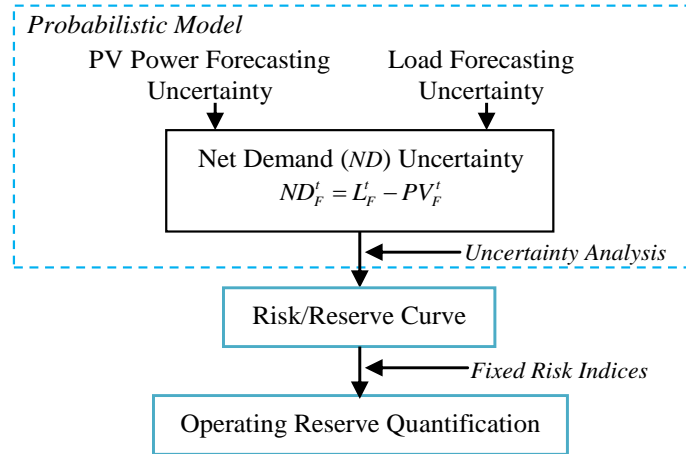 Probabilistic Model
PV Power Forecasting
Uncertainty
Load Forecasting
Uncertainty
Net Demand (ND) Uncertainty
$ND_F^t = L_F^t - PV_F^t$
Uncertainty Analysis
Risk/Reserve Curve
Fixed Risk Indices
Operating Reserve Quantification